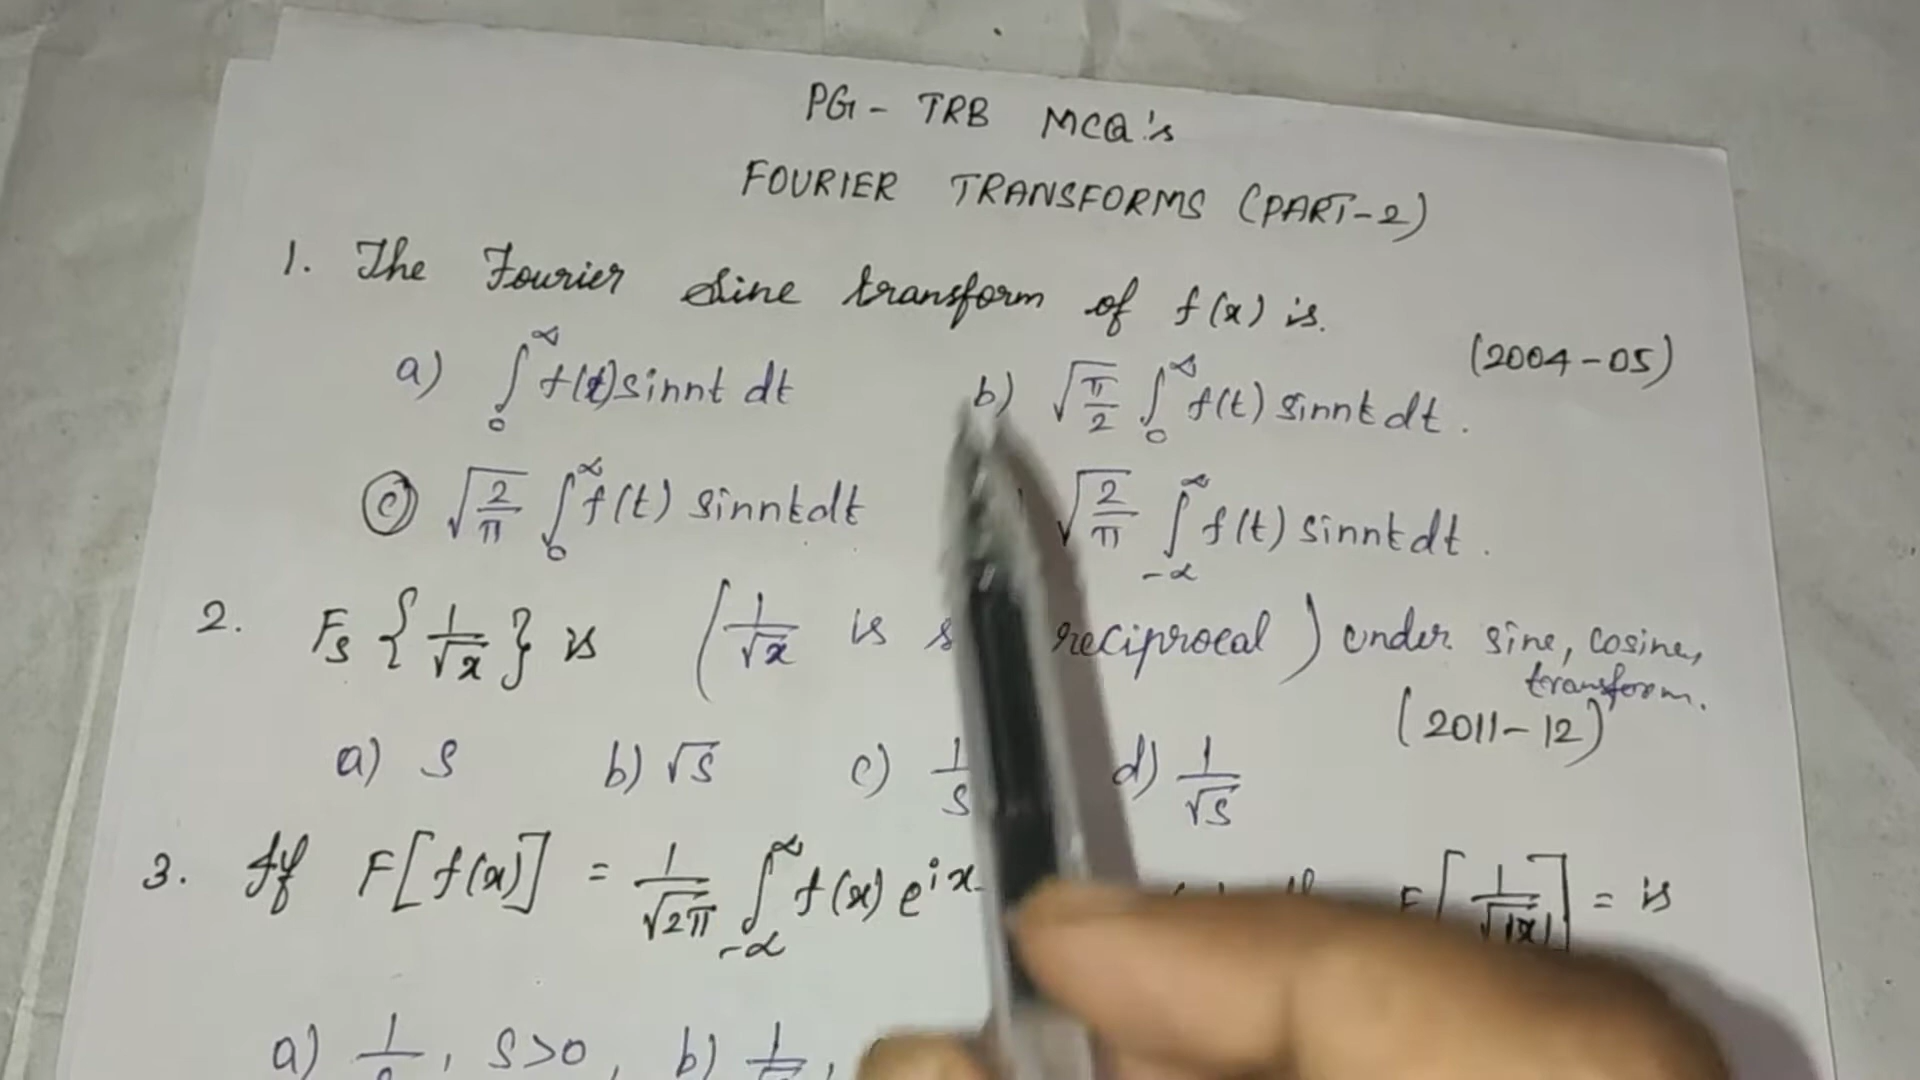 PG - TRB MCQ's
FOURIER TRANSFORMS (PART-2)
1. The Fourier Sine transform of f(x) is.
(2004-05)
a) ∫₀^∝ f(t) sinnt dt b) √(π/2) ∫₀^∝ f(t) sinnt dt.
c) √(2/π) ∫₀^∝ f(t) sinnt dt √(2/π) ∫₋∝^∝ f(t) sinnt dt.
2. Fs {1/√x} is (1/√x is reciprocal) under sine, cosine,
transform.
(2011-12)
a) s b) √s c) 1/s d) 1/√s
3. If F[f(x)] = 1/√2π ∫₋∝^∝ f(x) e^ix F[1/√|x|] = is
a) s>0, b)